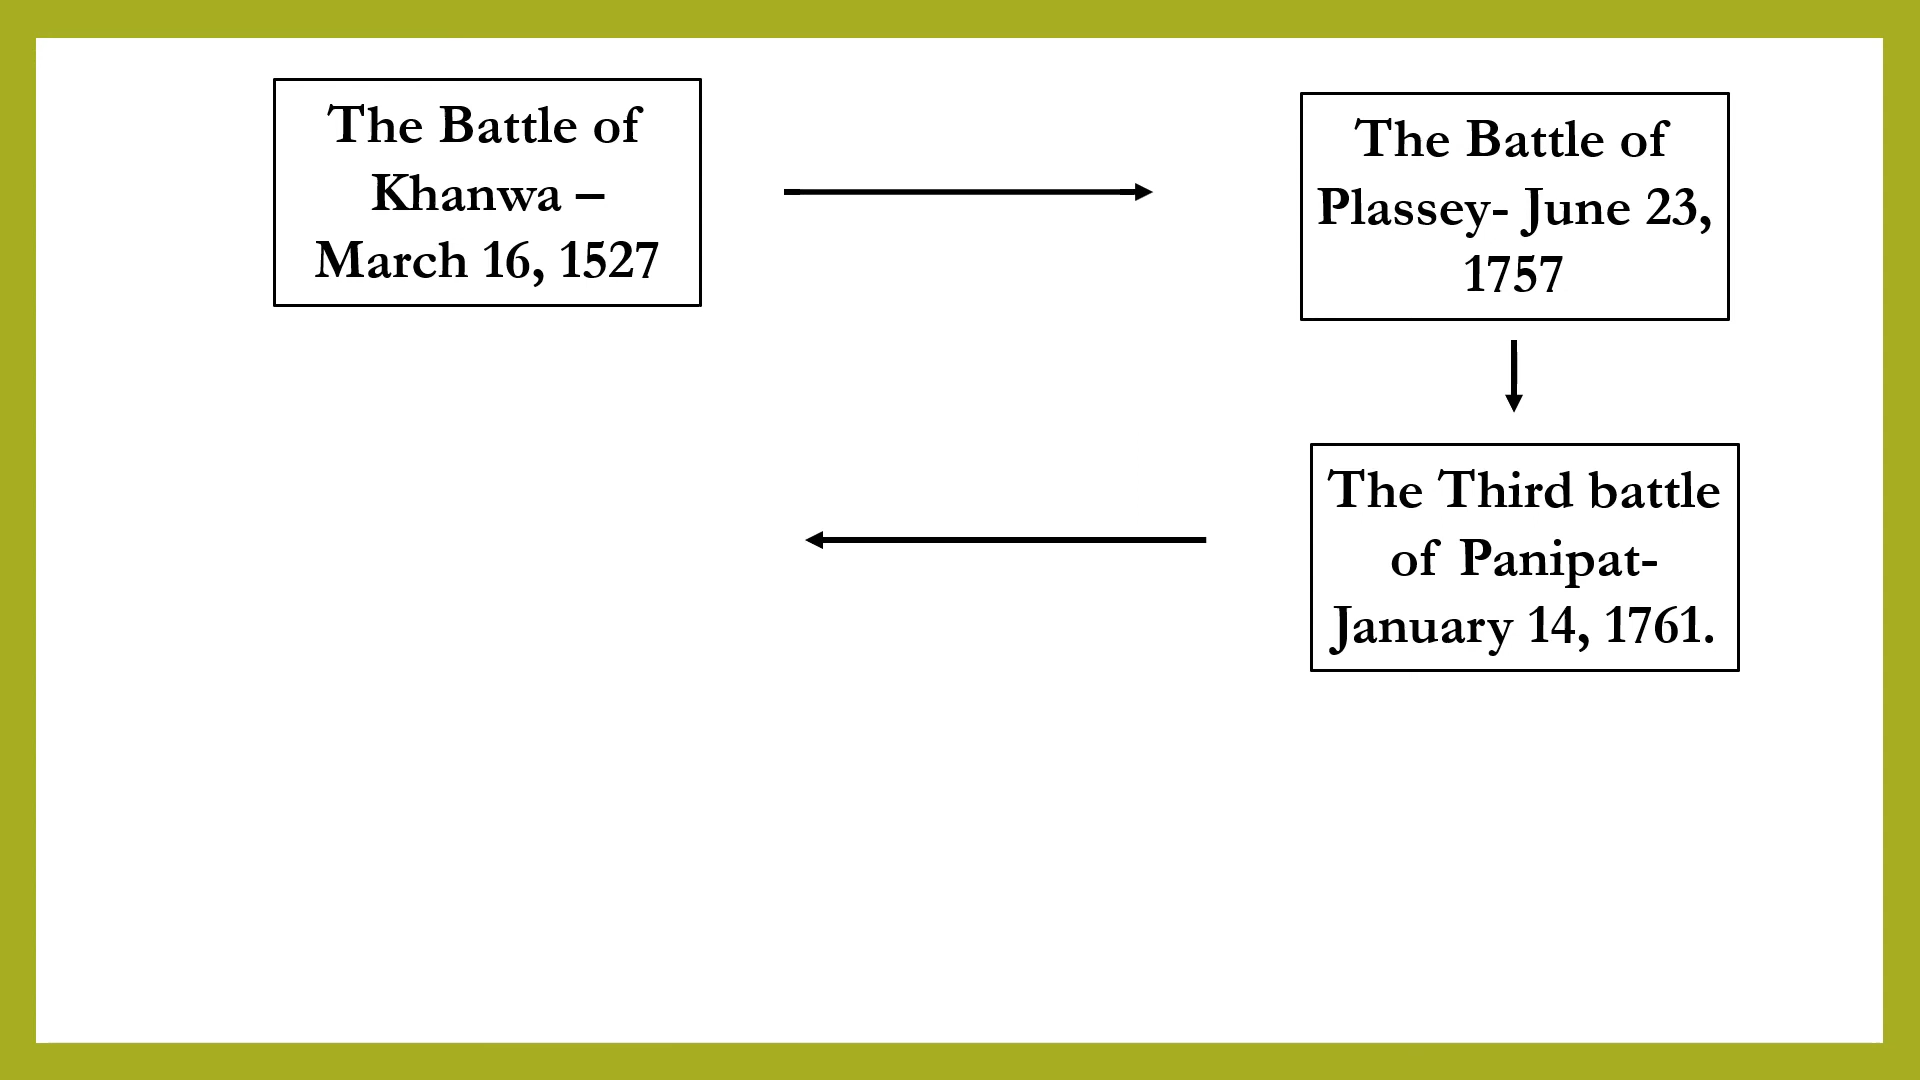 The Battle of
Khanwa –
March 16, 1527
The Battle of
Plassey- June 23,
1757
The Third battle
of Panipat-
January 14, 1761.